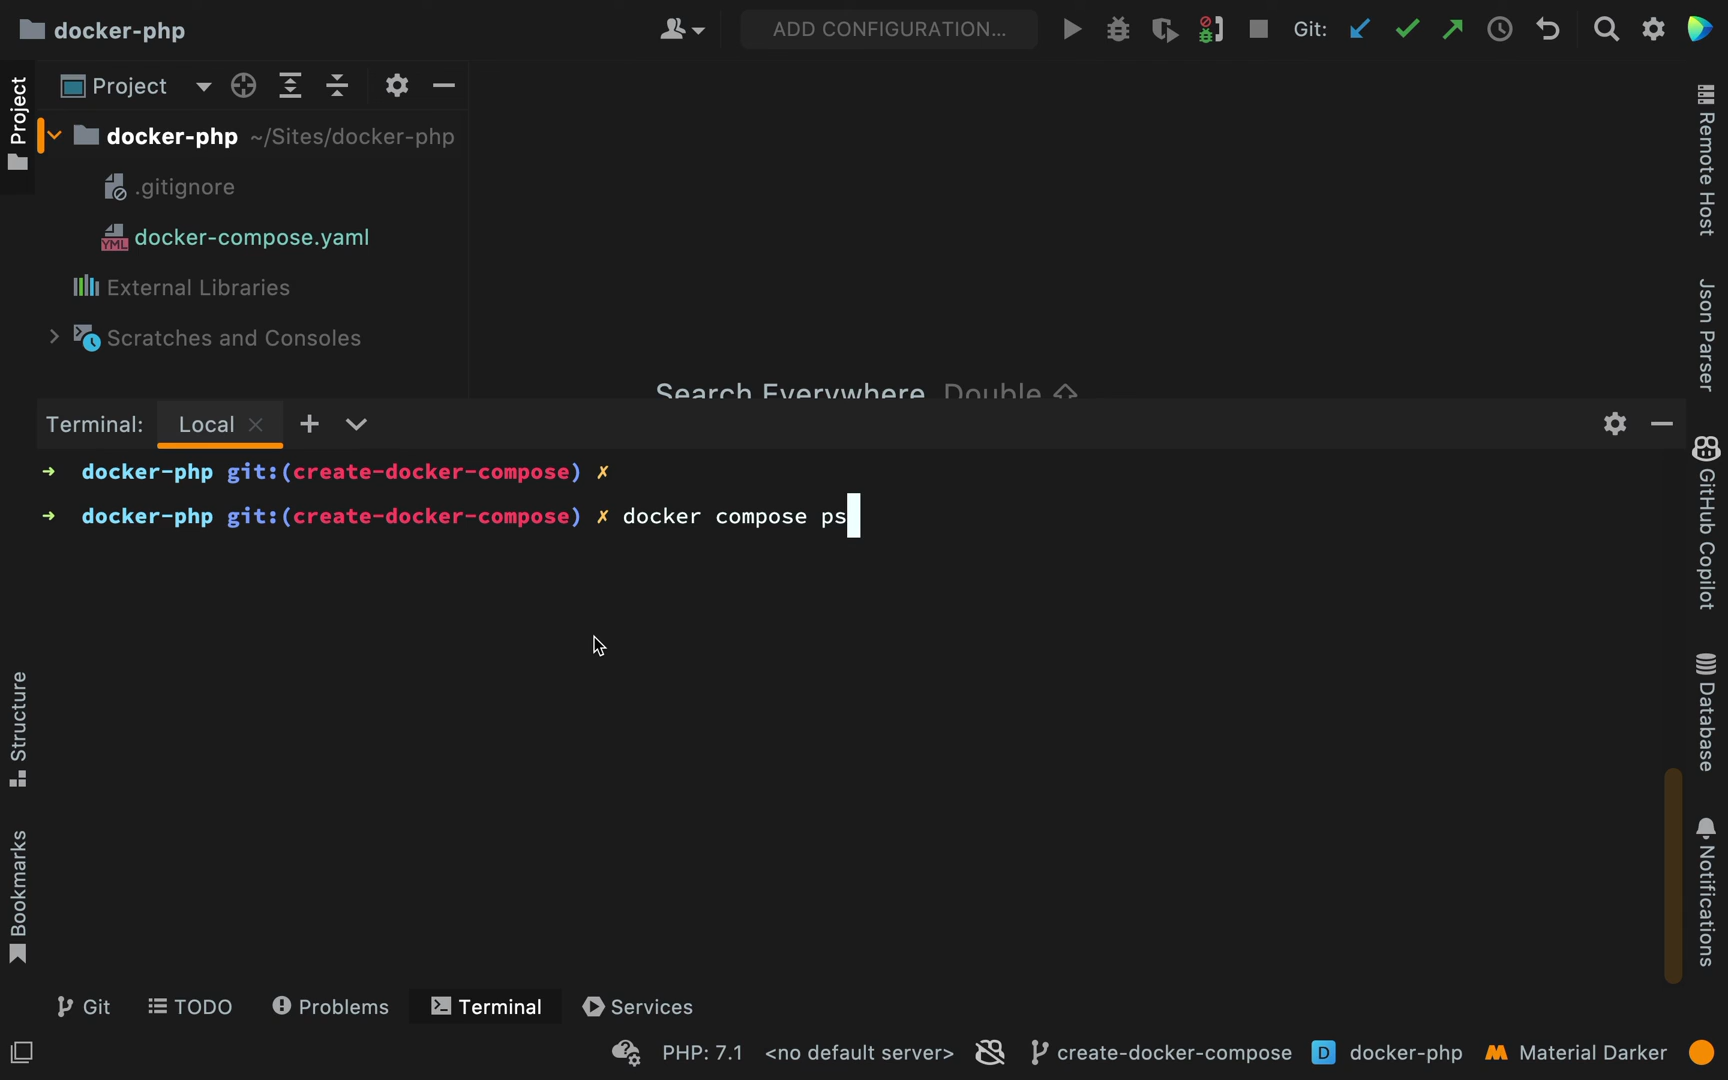 docker-php
ADD CONFIGURATION...
Git:
Project
Project
docker-php ~/Sites/docker-php
.gitignore
YML docker-compose.yaml
External Libraries
Scratches and Consoles
Search Everywhere Double
Terminal: Local
➜ docker-php git:(create-docker-compose) ✗
➜ docker-php git:(create-docker-compose) ✗ docker compose ps
Structure
Bookmarks
Remote Host
Json Parser
GitHub Copilot
Database
Notifications
Git
TODO
Problems
Terminal
Services
PHP: 7.1
<no default server>
create-docker-compose
D docker-php
Material Darker